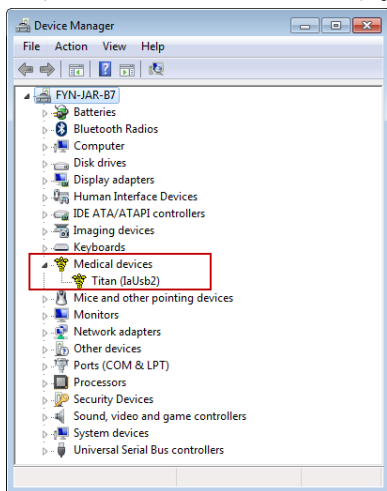 Device Manager
File Action View Help
FYN-JAR-B7
Batteries
Bluetooth Radios
Computer
Disk drives
Display adapters
Human Interface Devices
IDE ATA/ATAPI controllers
Imaging devices
Keyboards
Medical devices
Titan (IaUsb2)
Mice and other pointing devices
Monitors
Network adapters
Other devices
Ports (COM & LPT)
Processors
Security Devices
Sound, video and game controllers
System devices
Universal Serial Bus controllers